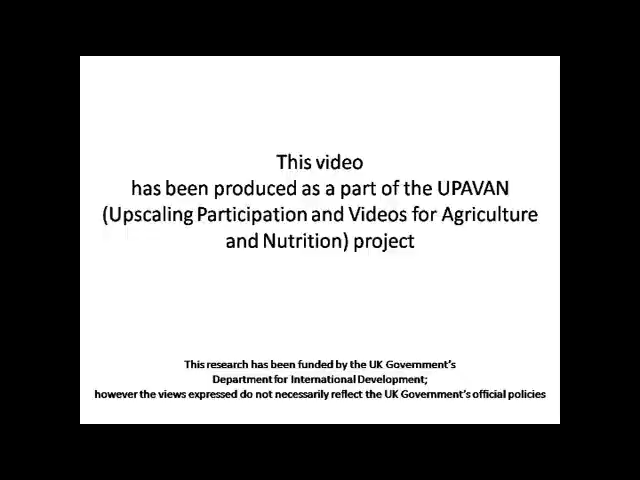 This video
has been produced as a part of the UPAVAN
(Upscaling Participation and Videos for Agriculture
and Nutrition) project
This research has been funded by the UK Government's
Department for International Development;
however the views expressed do not necessarily reflect the UK Government's official policies